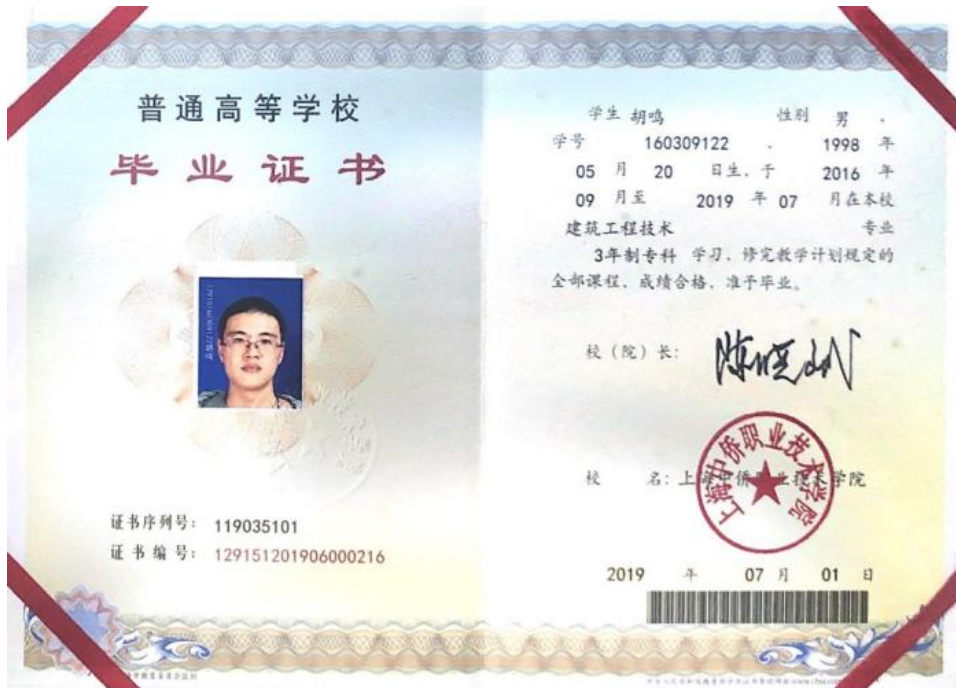 普通高等学校
毕业证书
证书序列号： 119035101
证书编号： 129151201906000216
学生 胡鸣 性别 男 、
学号 160309122 、 1998 年
05 月 20 日生、于 2016 年
09 月至 2019 年 07 月在本校
建筑工程技术 专业
3年制专科 学习、修完教学计划规定的
全部课程、成绩合格、准予毕业。
校（院）长：
校 名：上海中侨职业技术学院
上海中侨职业技术学院
2019 年 07 月 01 日